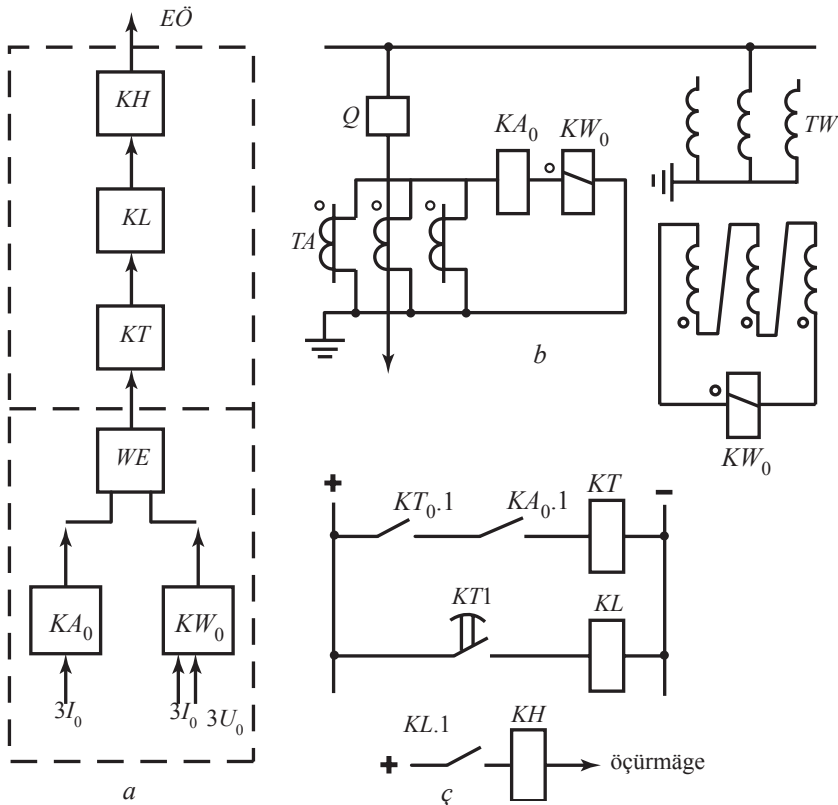 EÖ
KH
KL
KT
WE
KA₀
KW₀
3I₀
3I₀
3U₀
a
Q
KA₀
KW₀
TW
TA
b
KW₀
+
KT₀.1
KA₀.1
KT
–
KT1
KL
KL.1
KH
+
öçürmäge
ç